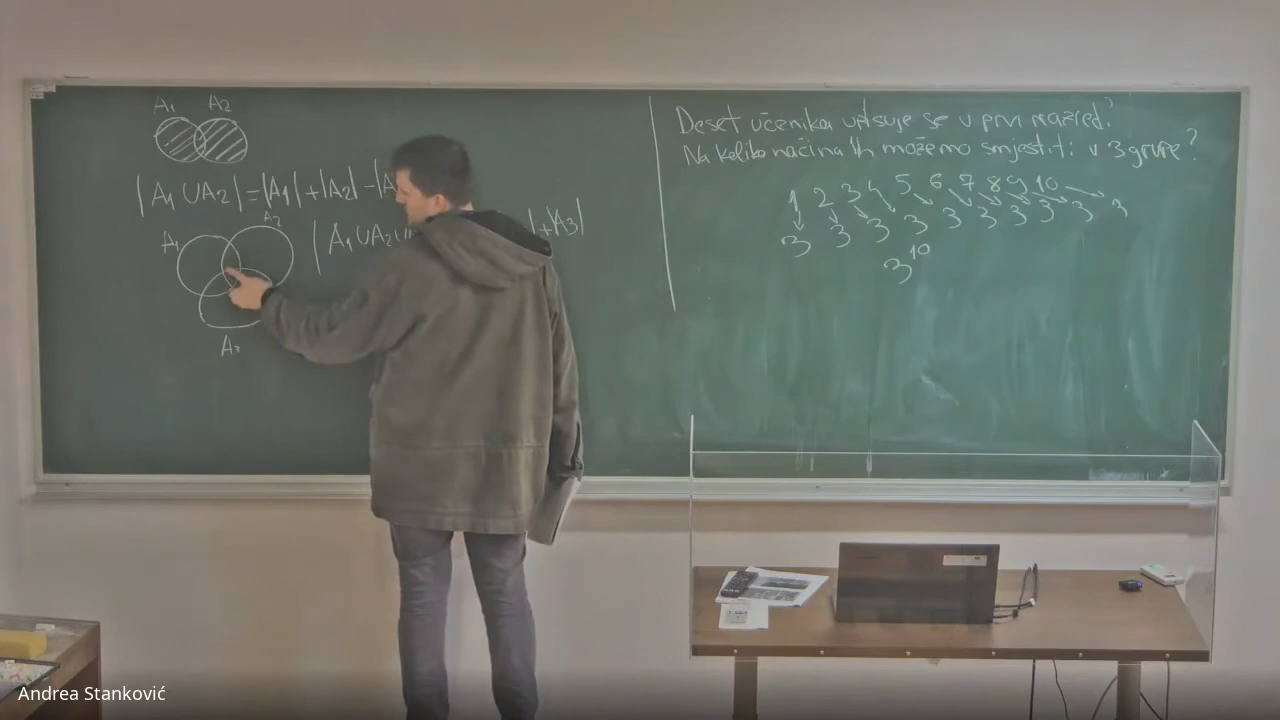 A₁ A₂
|A₁ ∪ A₂| = |A₁| + |A₂| - |A
A₁ A₂
|A₁ ∪ A₂ ∪ |+|A₃|
A₃
Deset učenika upisuje se u prvi razred.
Na koliko načina ih možemo smjestiti u 3 grupe?
1 2 3 4 5 6 7 8 9 10
3 3 3 3 3 3 3 3 3 3
3¹⁰
Andrea Stanković